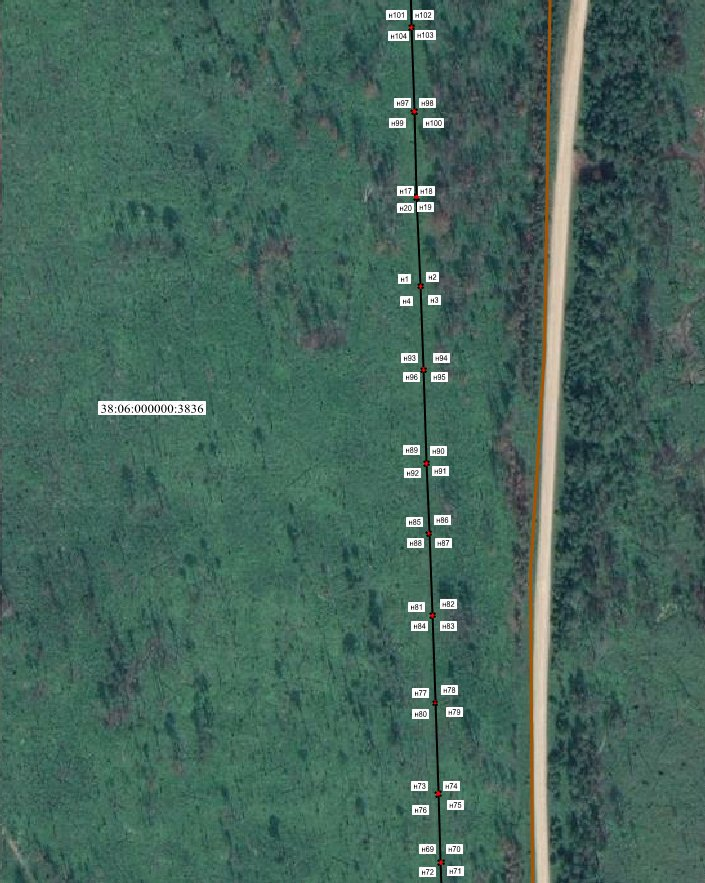 н101 н102
н104 н103
н97 н98
н99 н100
н17 н18
н20 н19
н1 н2
н4 н3
н93 н94
н96 н95
38:06:000000:3836
н89 н90
н92 н91
н85 н86
н88 н87
н81 н82
н84 н83
н77 н78
н80 н79
н73 н74
н76 н75
н69 н70
н72 н71